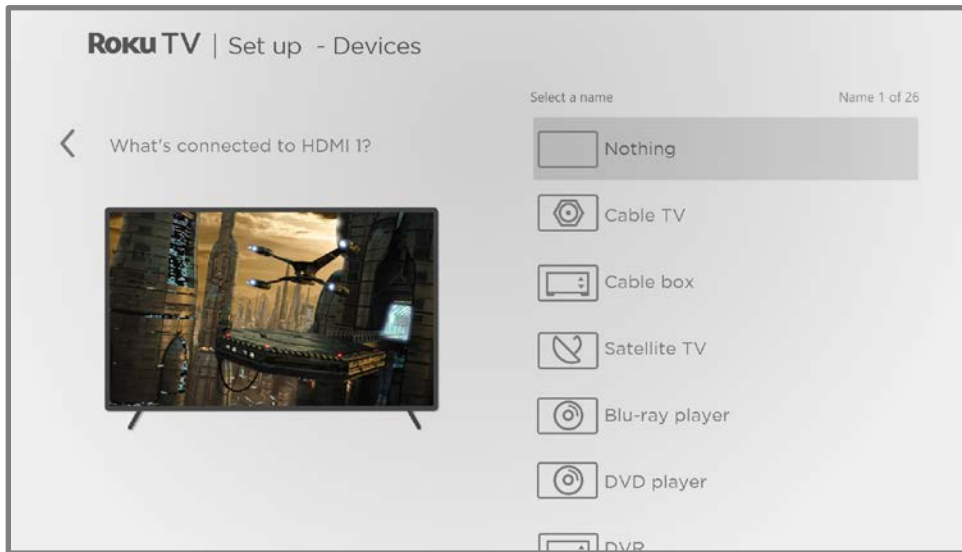 Roku TV | Set up - Devices
Select a name
Name 1 of 26
What's connected to HDMI 1?
Nothing
Cable TV
Cable box
Satellite TV
Blu-ray player
DVD player
DVR